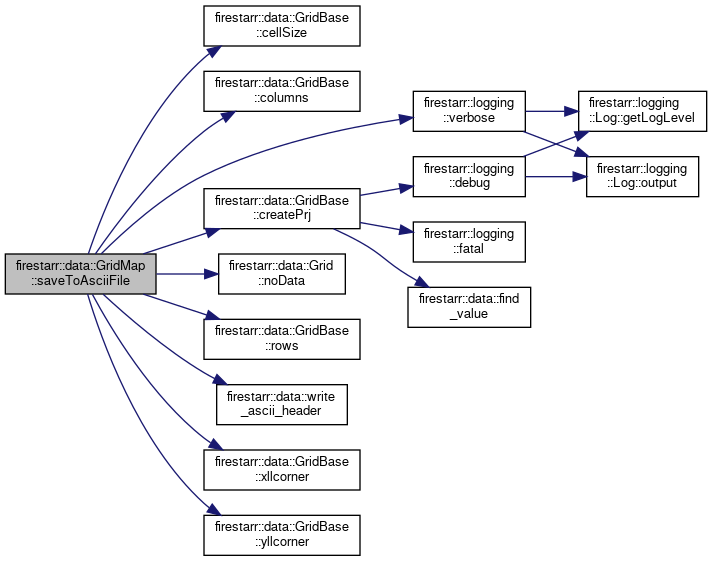 firestarr::data::GridMap
::saveToAsciiFile
firestarr::data::GridBase
::cellSize
firestarr::data::GridBase
::columns
firestarr::logging
::verbose
firestarr::logging
::Log::getLogLevel
firestarr::logging
::Log::output
firestarr::data::GridBase
::createPrj
firestarr::logging
::debug
firestarr::logging
::fatal
firestarr::data::find
_value
firestarr::data::Grid
::noData
firestarr::data::GridBase
::rows
firestarr::data::write
_ascii_header
firestarr::data::GridBase
::xllcorner
firestarr::data::GridBase
::yllcorner